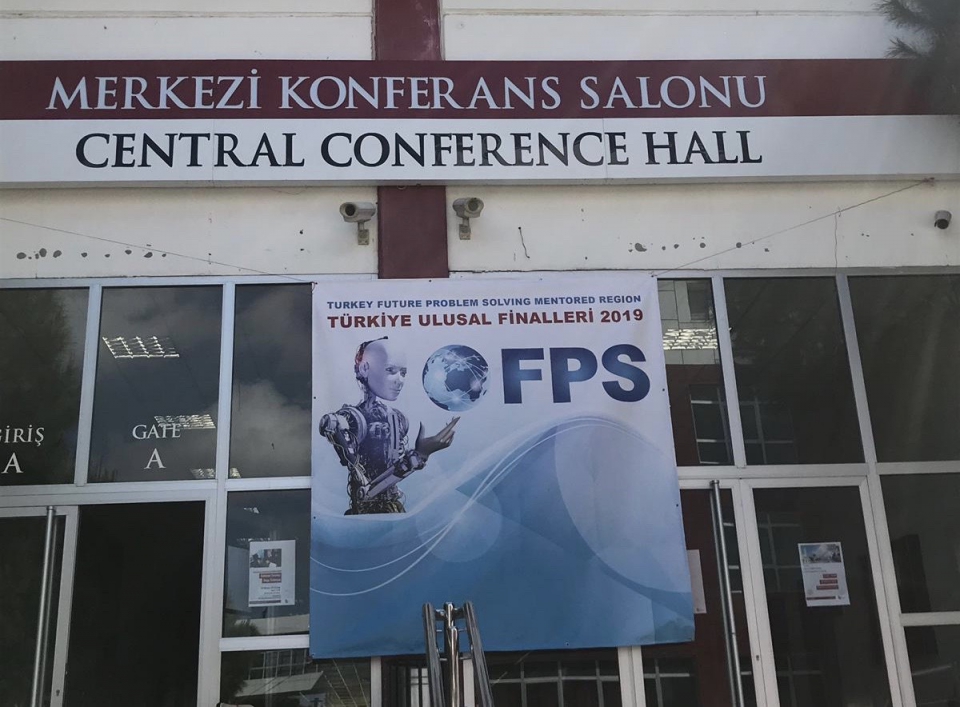 MERKEZİ KONFERANS SALONU
CENTRAL CONFERENCE HALL
TURKEY FUTURE PROBLEM SOLVING MENTORED REGION
TÜRKİYE ULUSAL FİNALLERİ 2019
FPS
GİRİŞ
A
GATE
A